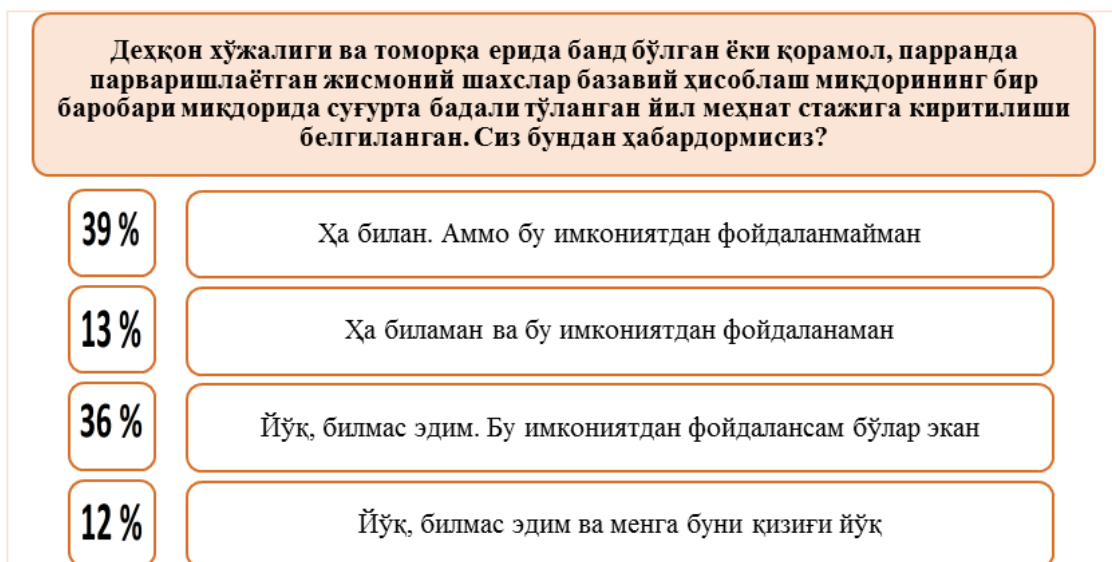 Деҳқон хўжалиги ва томорқа ерида банд бўлган ёки қорамол, парранда
парваришлаётган жисмоний шахслар базавий ҳисоблаш миқдорининг бир
баробари миқдорида суғурта бадали тўланган йил меҳнат стажига киритилиши
белгиланган. Сиз бундан ҳабардормисиз?
39 %
Ҳа билан. Аммо бу имкониятдан фойдаланмайман
13 %
Ҳа биламан ва бу имкониятдан фойдаланаман
36 %
Йўқ, билмас эдим. Бу имкониятдан фойдалансам бўлар экан
12 %
Йўқ, билмас эдим ва менга буни қизиғи йўқ